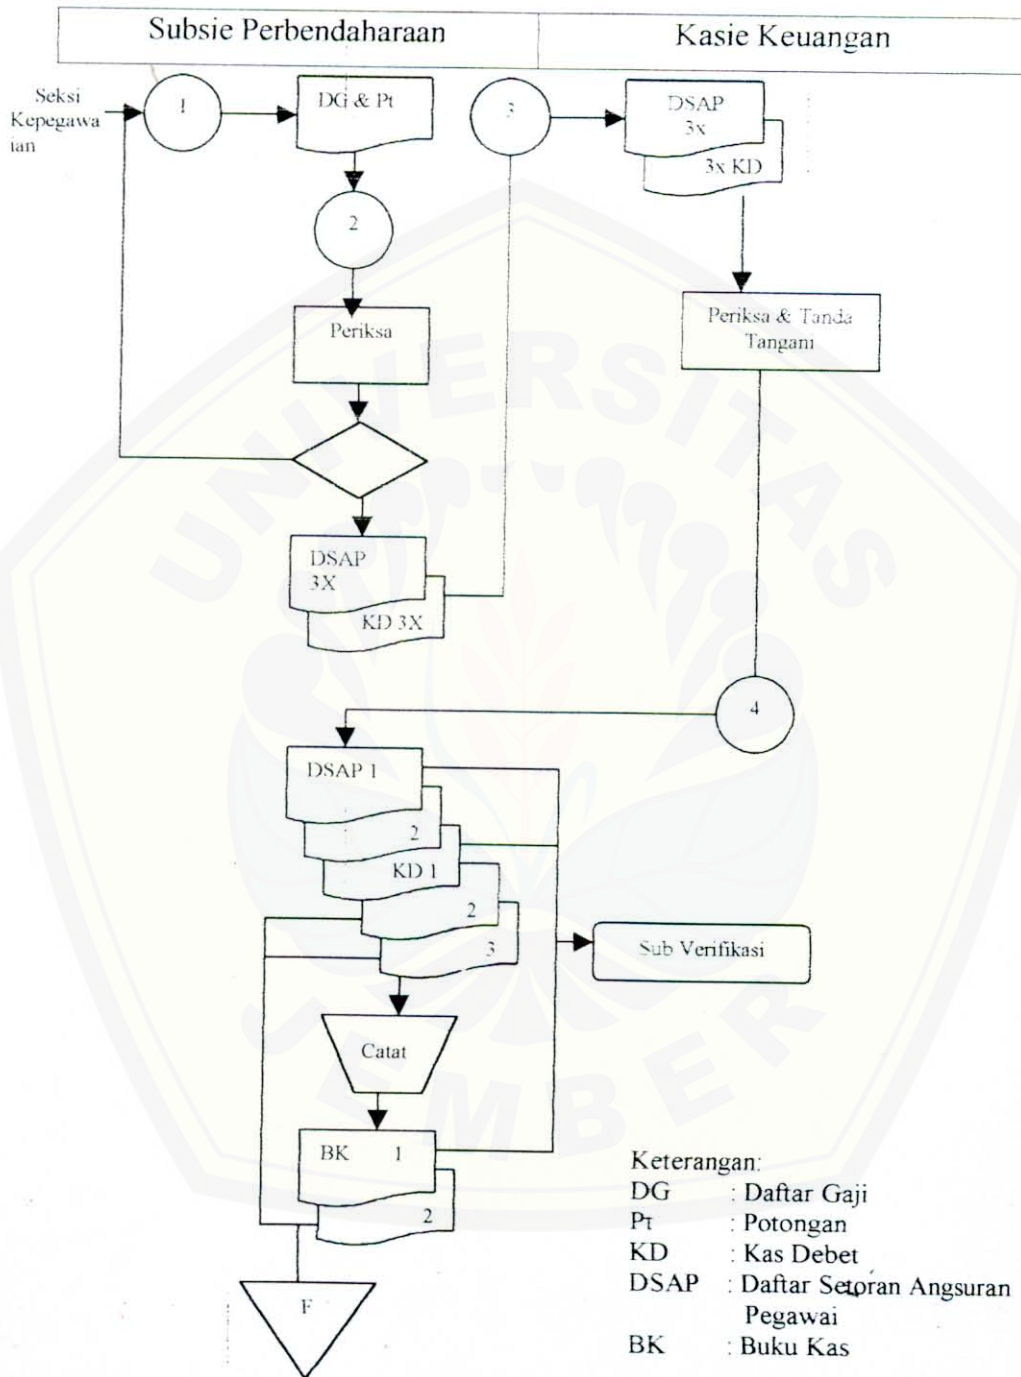 Subsie Perbendaharaan
Kasie Keuangan
Seksi
Kepegawa
ian
1
DG & Pt
2
Periksa
DSAP
3X
KD 3X
3
DSAP
3x
3x KD
Periksa & Tanda
Tangani
4
DSAP 1
2
KD 1
2
3
Sub Verifikasi
Catat
BK 1
2
F
Keterangan:
DG : Daftar Gaji
Pt : Potongan
KD : Kas Debet
DSAP : Daftar Setoran Angsuran
Pegawai
BK : Buku Kas
UNIVERSITAS
JEMBER